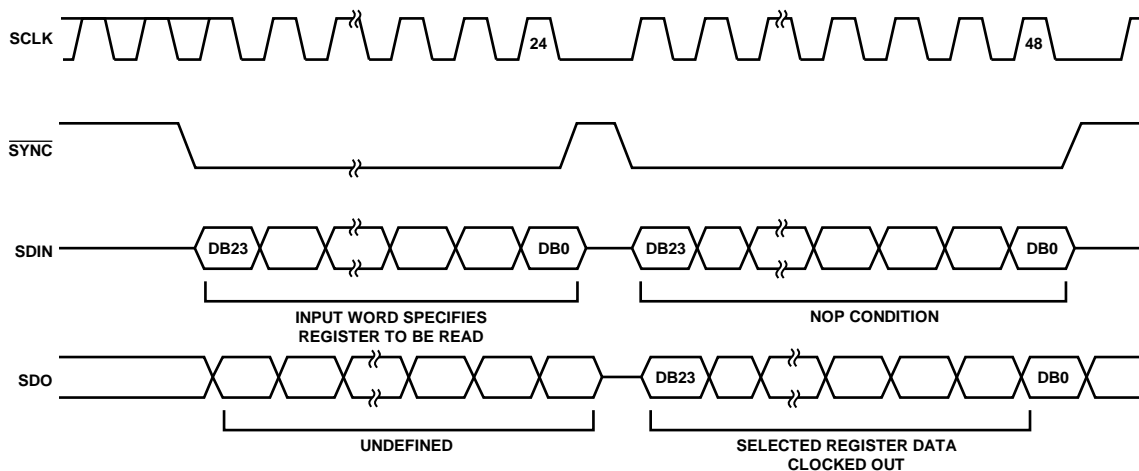 SCLK
24
48
SYNC
SDIN
DB23
DB0
DB23
DB0
INPUT WORD SPECIFIES
REGISTER TO BE READ
NOP CONDITION
SDO
DB23
DB0
UNDEFINED
SELECTED REGISTER DATA
CLOCKED OUT